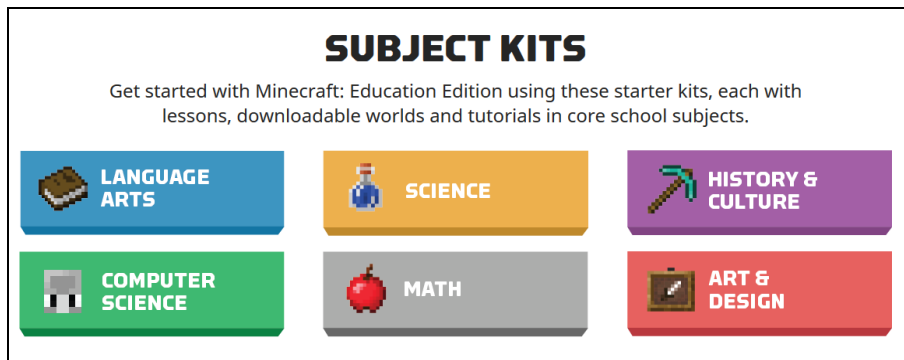 SUBJECT KITS
Get started with Minecraft: Education Edition using these starter kits, each with
lessons, downloadable worlds and tutorials in core school subjects.
LANGUAGE
ARTS
SCIENCE
HISTORY &
CULTURE
COMPUTER
SCIENCE
MATH
ART &
DESIGN